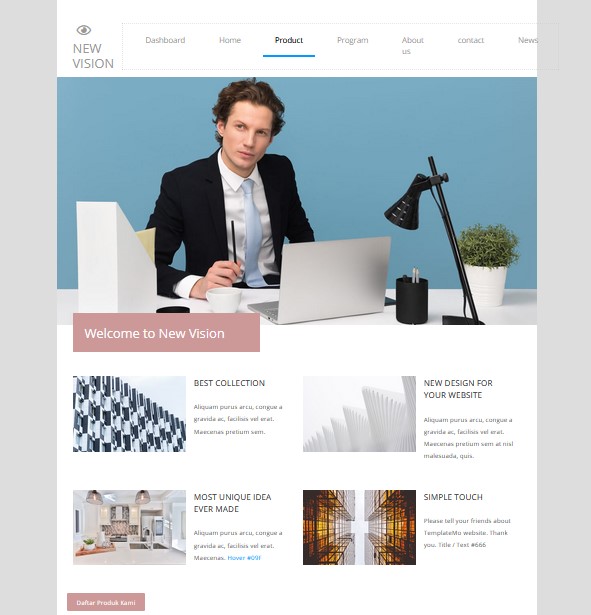 NEW
VISION
Dashboard
Home
Product
Program
About
us
contact
News
Welcome to New Vision
BEST COLLECTION
Aliquam purus arcu, congue a
gravida ac, facilisis vel erat.
Maecenas pretium sem.
NEW DESIGN FOR
YOUR WEBSITE
Aliquam purus arcu, congue a
gravida ac, facilisis vel erat.
Maecenas pretium sem at nisl
malesuada, quis.
MOST UNIQUE IDEA
EVER MADE
Aliquam purus arcu, congue a
gravida ac, facilisis vel erat.
Maecenas. Hover #09f
SIMPLE TOUCH
Please tell your friends about
TemplateMo website. Thank
you. Title / Text #666
Daftar Produk Kami